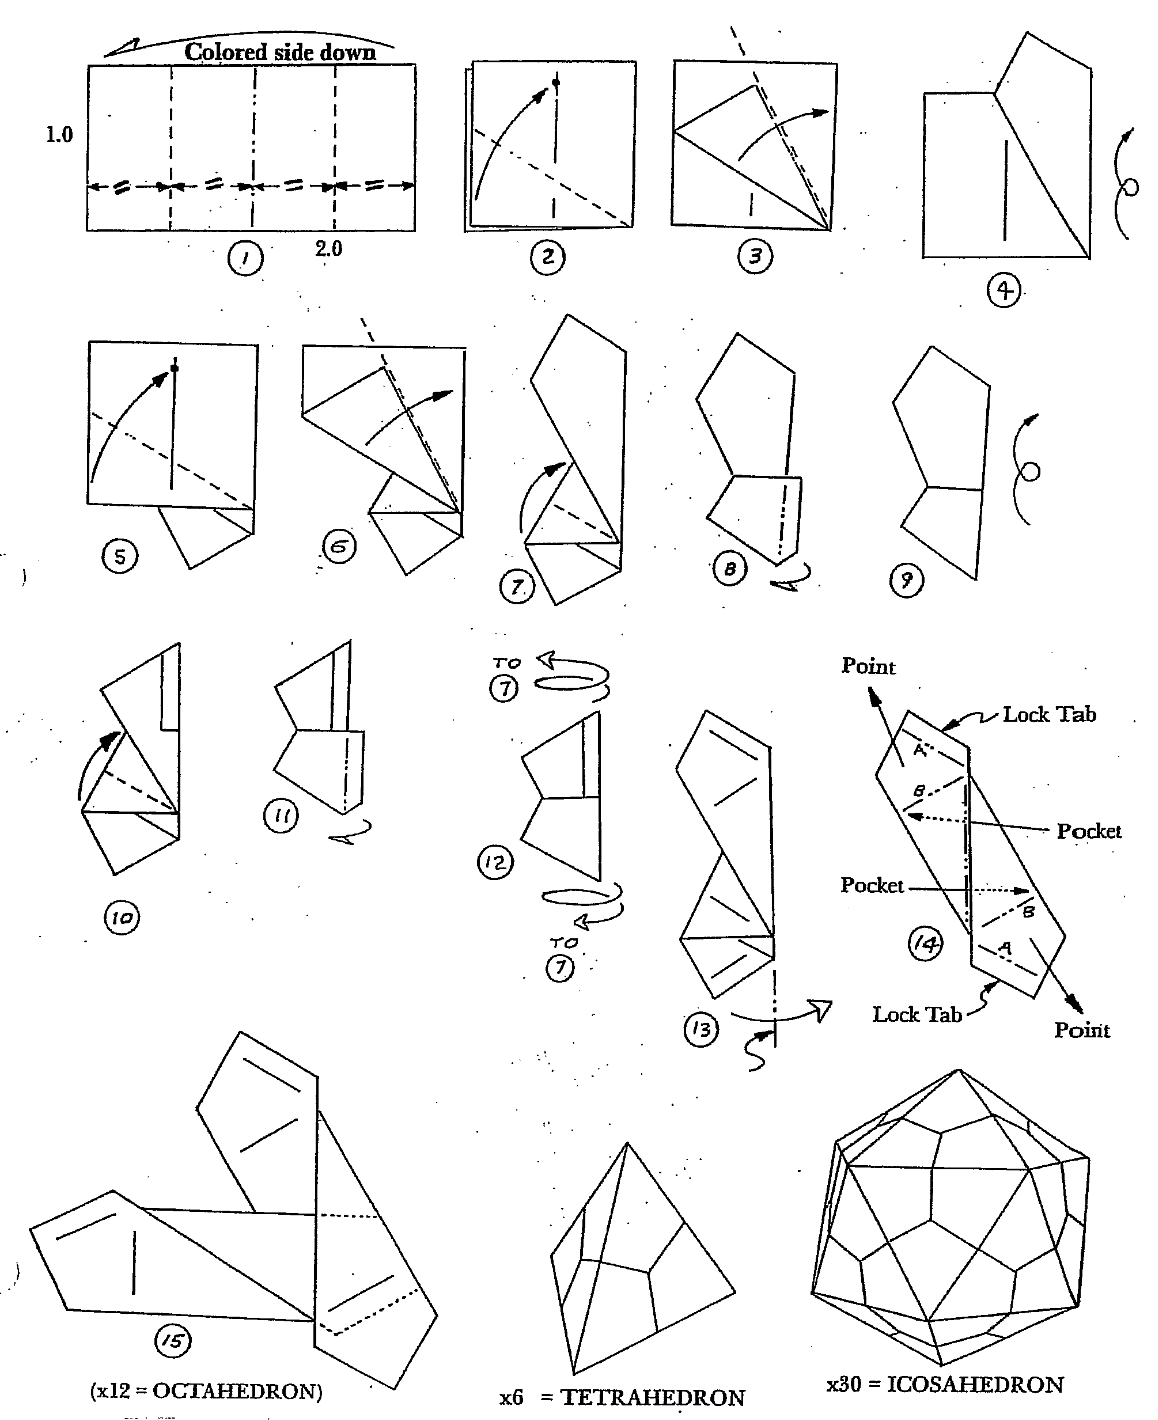 Colored side down
1.0
2.0
1
2
3
4
5
6
7
8
9
10
11
TO
7
12
TO
7
13
Point
Lock Tab
A
B
Pocket
Pocket
B
14
A
Lock Tab
Point
15
(x12 = OCTAHEDRON)
x6 = TETRAHEDRON
x30 = ICOSAHEDRON